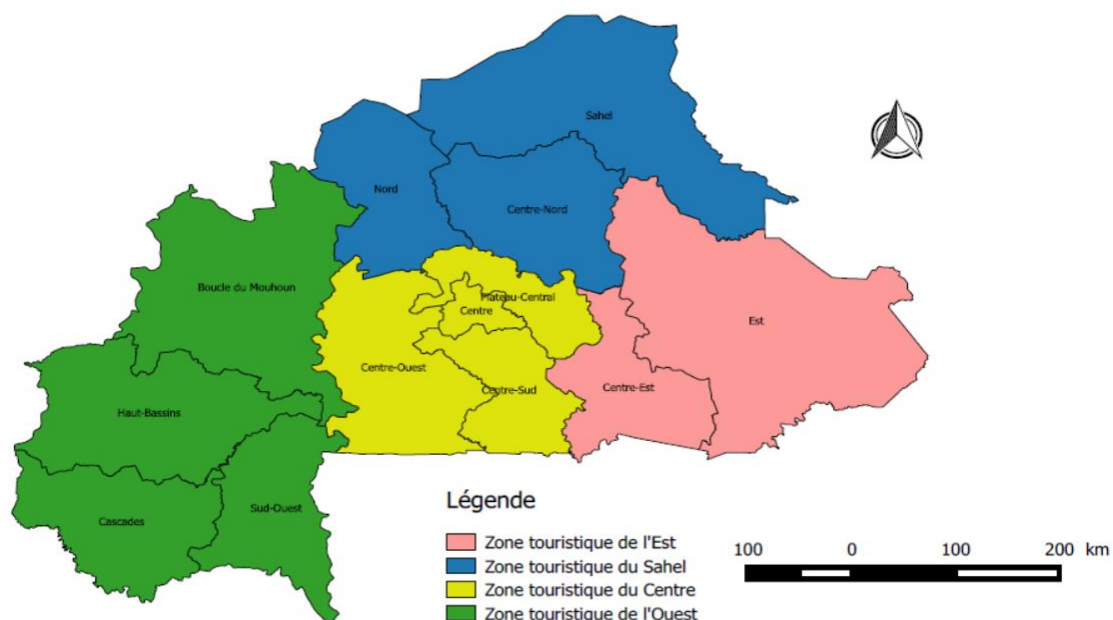 Sahel
Nord
Centre-Nord
Boucle du Mouhoun
Plateau-Central
Centre
Est
Centre-Ouest
Centre-Sud
Centre-Est
Haut-Bassins
Sud-Ouest
Cascades
Légende
Zone touristique de l'Est
Zone touristique du Sahel
Zone touristique du Centre
Zone touristique de l'Ouest
100 0 100 200 km